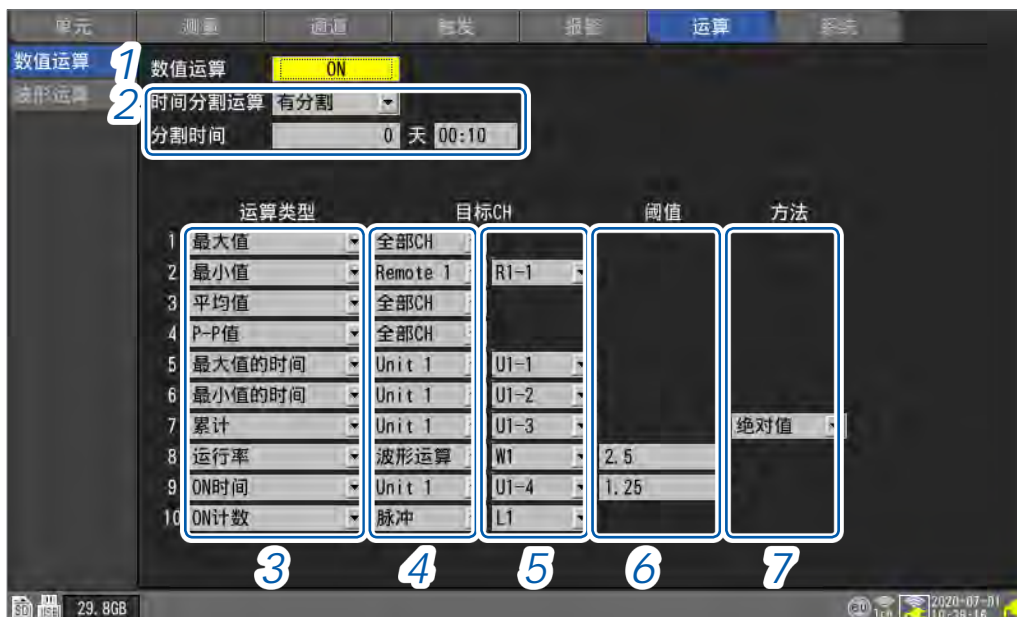 单元 测量 通道 触发 报警 运算 系统
数值运算 1 数值运算 ON
波形运算 2 时间分割运算 有分割
分割时间 0 天 00:10
运算类型 目标CH 阈值 方法
1 最大值 全部CH
2 最小值 Remote 1 R1-1
3 平均值 全部CH
4 P-P值 全部CH
5 最大值的时间 Unit 1 U1-1
6 最小值的时间 Unit 1 U1-2
7 累计 Unit 1 U1-3 绝对值
8 运行率 波形运算 W1 2.5
9 ON时间 Unit 1 U1-4 1.25
10 ON计数 脉冲 L1
3 4 5 6 7
SD USB 29.8GB 2020-07-01